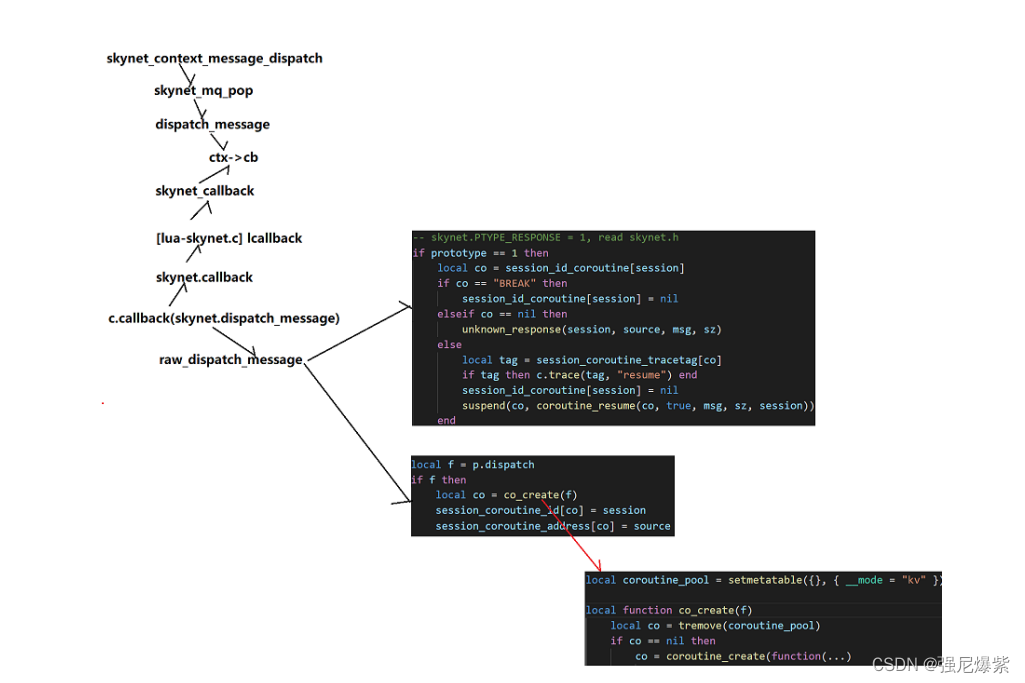 skynet_context_message_dispatch
skynet_mq_pop
dispatch_message
ctx->cb
skynet_callback
[lua-skynet.c] lcallback
skynet.callback
c.callback(skynet.dispatch_message)
raw_dispatch_message
-- skynet.PTYPE_RESPONSE = 1, read skynet.h
if prototype == 1 then
local co = session_id_coroutine[session]
if co == "BREAK" then
session_id_coroutine[session] = nil
elseif co == nil then
unknown_response(session, source, msg, sz)
else
local tag = session_coroutine_tracetag[co]
if tag then c.trace(tag, "resume") end
session_id_coroutine[session] = nil
suspend(co, coroutine_resume(co, true, msg, sz, session))
end
local f = p.dispatch
if f then
local co = co_create(f)
session_coroutine_id[co] = session
session_coroutine_address[co] = source
local coroutine_pool = setmetatable({}, { __mode = "kv" })
local function co_create(f)
local co = tremove(coroutine_pool)
if co == nil then
co = coroutine_create(function(...)
CSDN @强尼爆紫